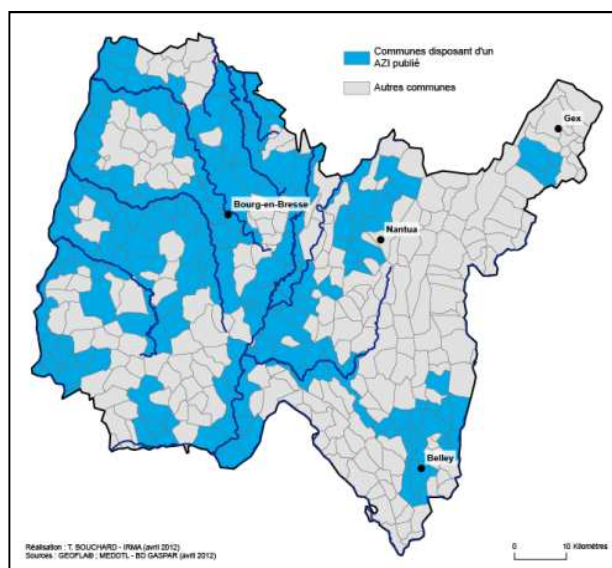 Communes disposant d'un
AZI publié
Autres communes
Gex
Bourg-en-Bresse
Nantua
Belley
Réalisation : T. BOUCHARD - IRMA (avril 2012)
Sources : GEOFLA®; MEDDTL - BD GASPAR (avril 2012)
0 10 Kilomètres